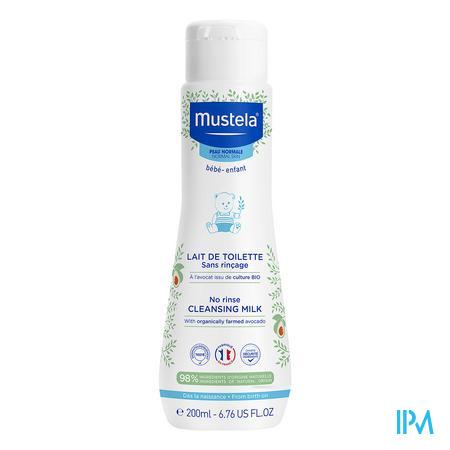 mustela®
PEAU NORMALE
NORMAL SKIN
bébé - enfant
LAIT DE TOILETTE
Sans rinçage
À l'avocat issu de culture BIO
No rinse
CLEANSING MILK
With organically farmed avocado
98% INGRÉDIENTS D'ORIGINE NATURELLE
INGREDIENTS OF NATURAL ORIGIN
Dès la naissance - From birth on
e 200ml - 6.76 US FL.OZ
IPM